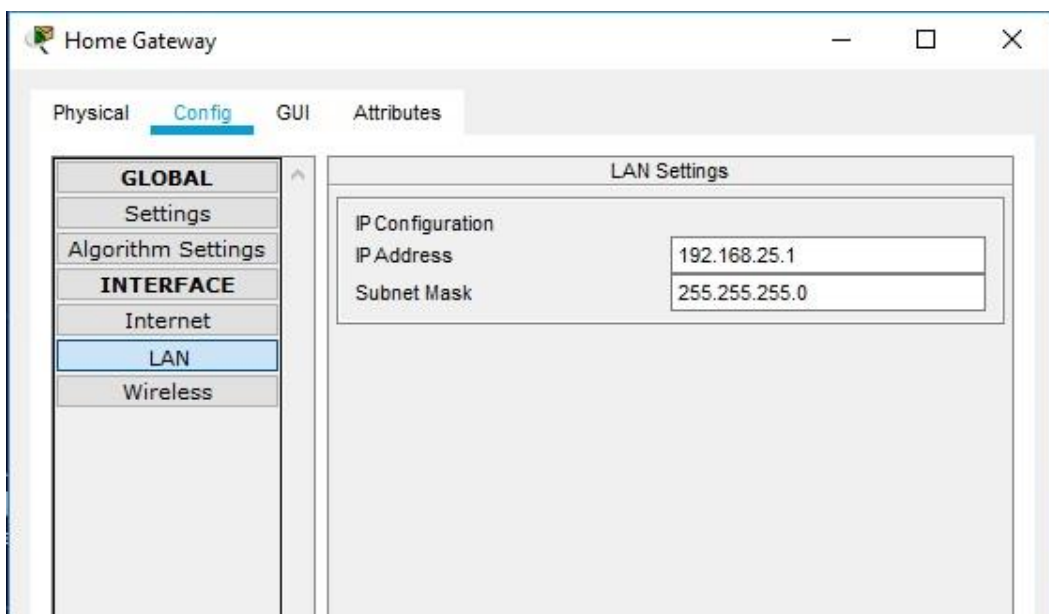 Home Gateway
Physical Config GUI Attributes
GLOBAL
Settings
Algorithm Settings
INTERFACE
Internet
LAN
Wireless
LAN Settings
IP Configuration
IP Address 192.168.25.1
Subnet Mask 255.255.255.0